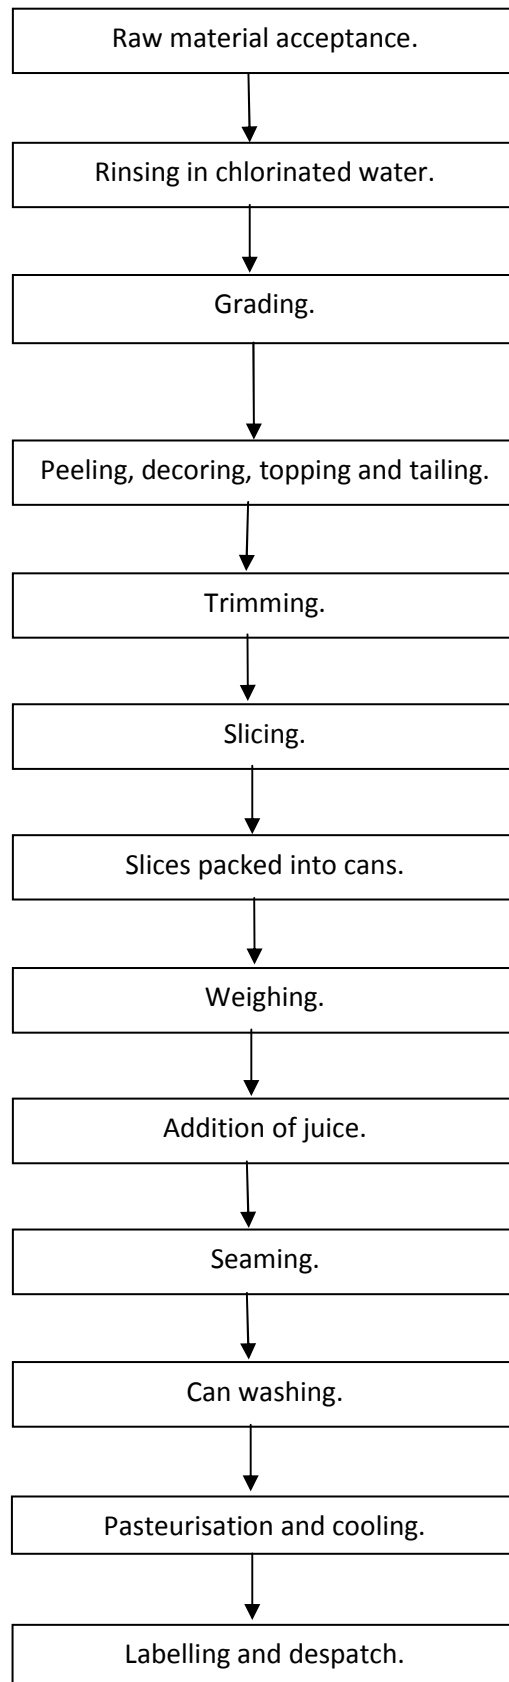 Raw material acceptance.
Rinsing in chlorinated water.
Grading.
Peeling, decoring, topping and tailing.
Trimming.
Slicing.
Slices packed into cans.
Weighing.
Addition of juice.
Seaming.
Can washing.
Pasteurisation and cooling.
Labelling and despatch.